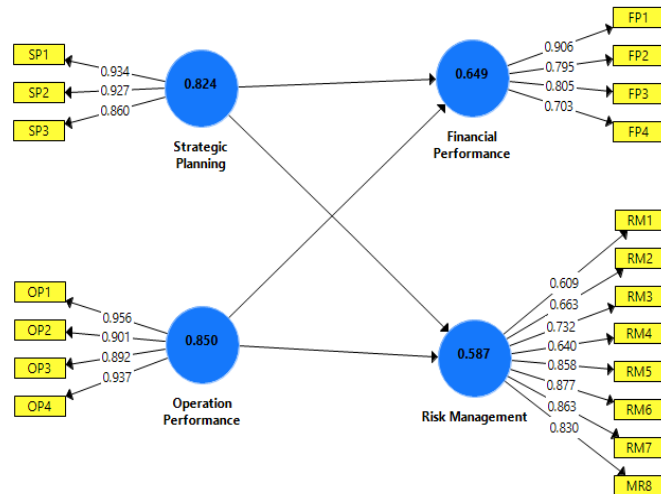 SP1
SP2
SP3
0.934
0.927
0.860
0.824
Strategic
Planning
FP1
FP2
FP3
FP4
0.906
0.795
0.805
0.703
0.649
Financial
Performance
OP1
OP2
OP3
OP4
0.956
0.901
0.892
0.937
0.850
Operation
Performance
RM1
RM2
RM3
RM4
RM5
RM6
RM7
MR8
0.609
0.663
0.732
0.640
0.858
0.877
0.863
0.830
0.587
Risk Management